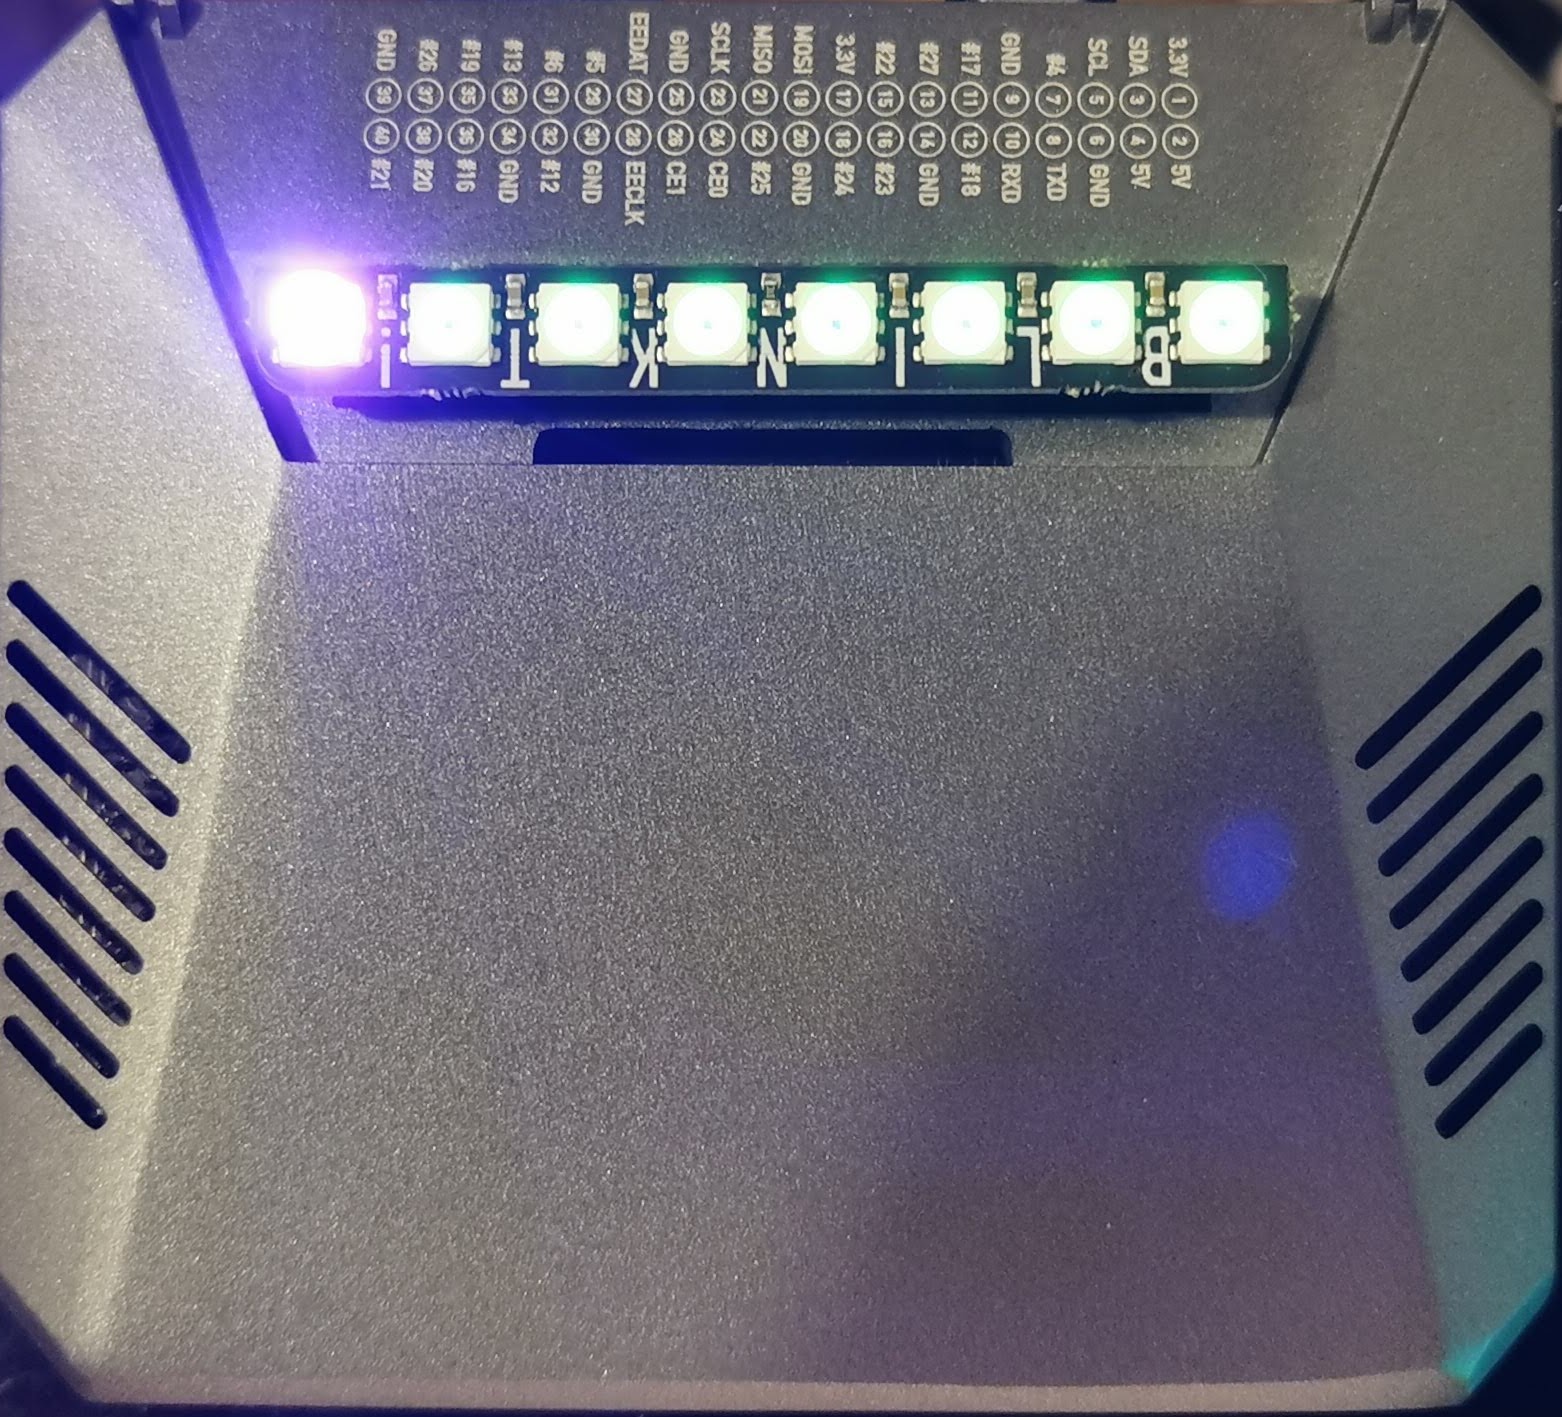 3.3V 1 2 5V
SDA 3 4 5V
SCL 5 6 GND
#4 7 8 TXD
GND 9 10 RXD
#17 11 12 #18
#27 13 14 GND
#22 15 16 #23
3.3V 17 18 #24
MOSI 19 20 GND
MISO 21 22 #25
SCLK 23 24 CE0
GND 25 26 CE1
EEDAT 27 28 EECLK
#5 29 30 GND
#6 31 32 #12
#13 33 34 GND
#19 35 36 #16
#26 37 38 #20
GND 39 40 #21
BLINKT!